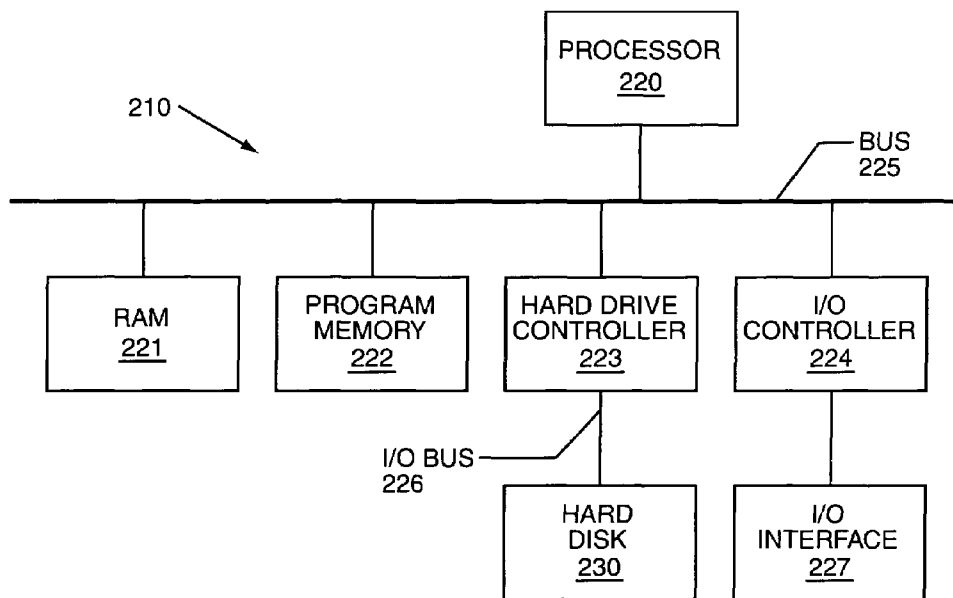 PROCESSOR
220
210
BUS
225
RAM
221
PROGRAM
MEMORY
222
HARD DRIVE
CONTROLLER
223
I/O
CONTROLLER
224
I/O BUS
226
HARD
DISK
230
I/O
INTERFACE
227